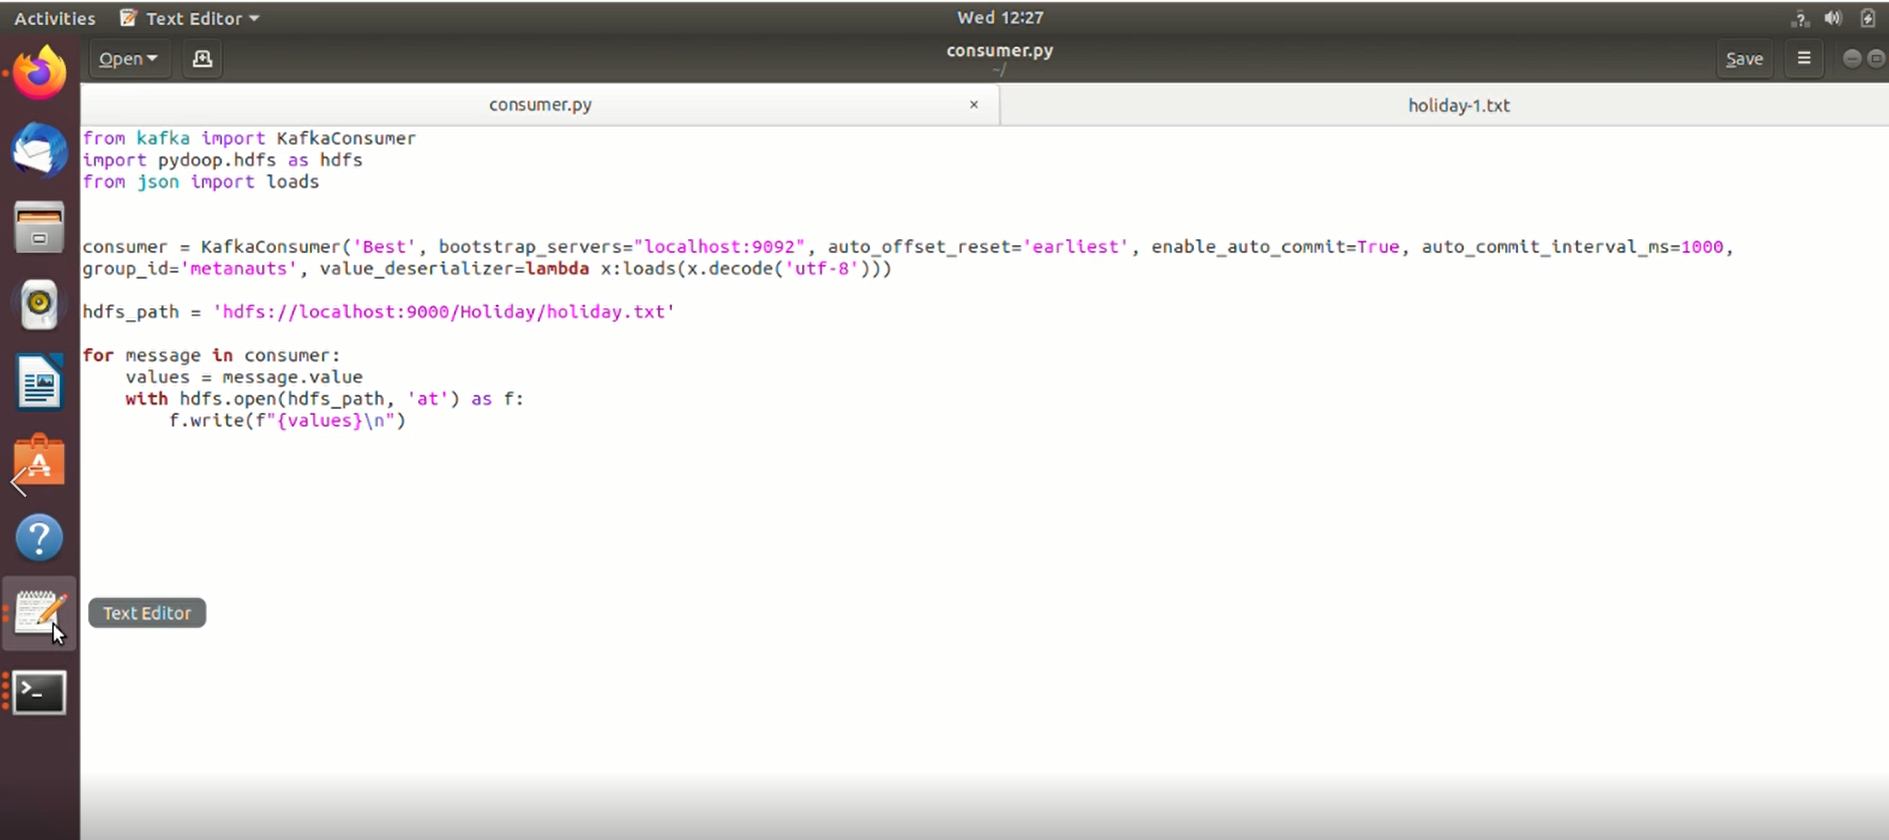 Activities Text Editor Wed 12:27
Open consumer.py Save
~/
consumer.py × holiday-1.txt
from kafka import KafkaConsumer
import pydoop.hdfs as hdfs
from json import loads
consumer = KafkaConsumer('Best', bootstrap_servers="localhost:9092", auto_offset_reset='earliest', enable_auto_commit=True, auto_commit_interval_ms=1000,
group_id='metanauts', value_deserializer=lambda x:loads(x.decode('utf-8')))
hdfs_path = 'hdfs://localhost:9000/Holiday/holiday.txt'
for message in consumer:
    values = message.value
    with hdfs.open(hdfs_path, 'at') as f:
        f.write(f"{values}\n")
Text Editor